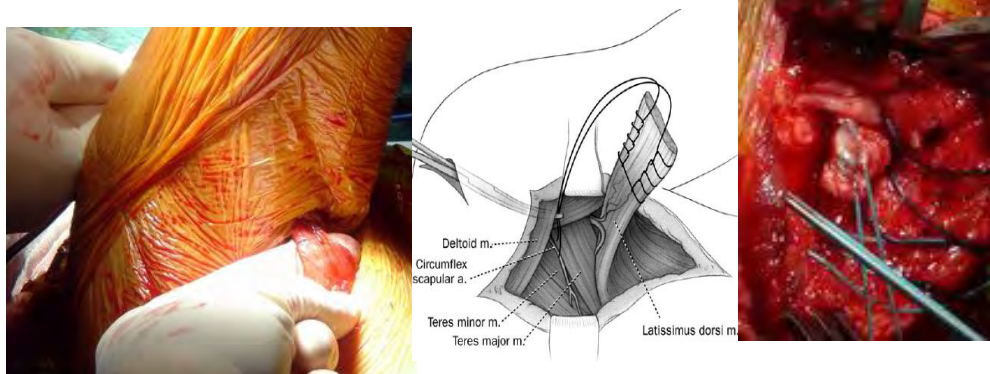 Deltoid m.
Circumflex
scapular a.
Teres minor m.
Teres major m.
Latissimus dorsi m.